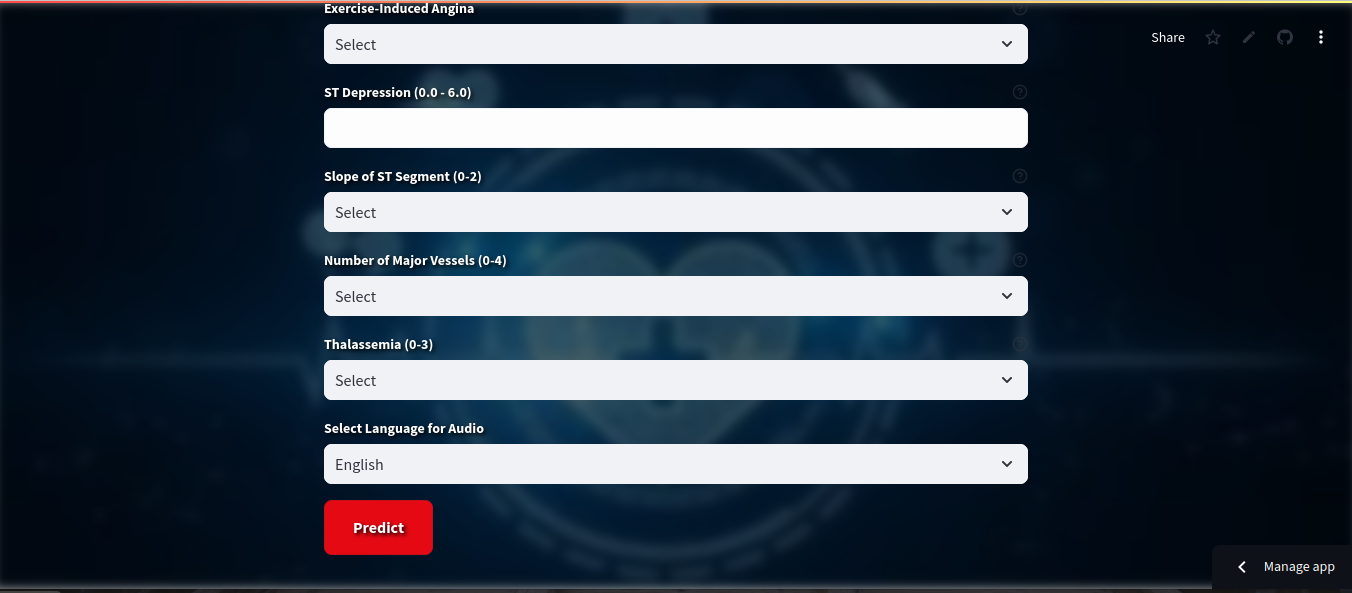 Exercise-Induced Angina
Select
Share
ST Depression (0.0 - 6.0)
Slope of ST Segment (0-2)
Select
Number of Major Vessels (0-4)
Select
Thalassemia (0-3)
Select
Select Language for Audio
English
Predict
Manage app